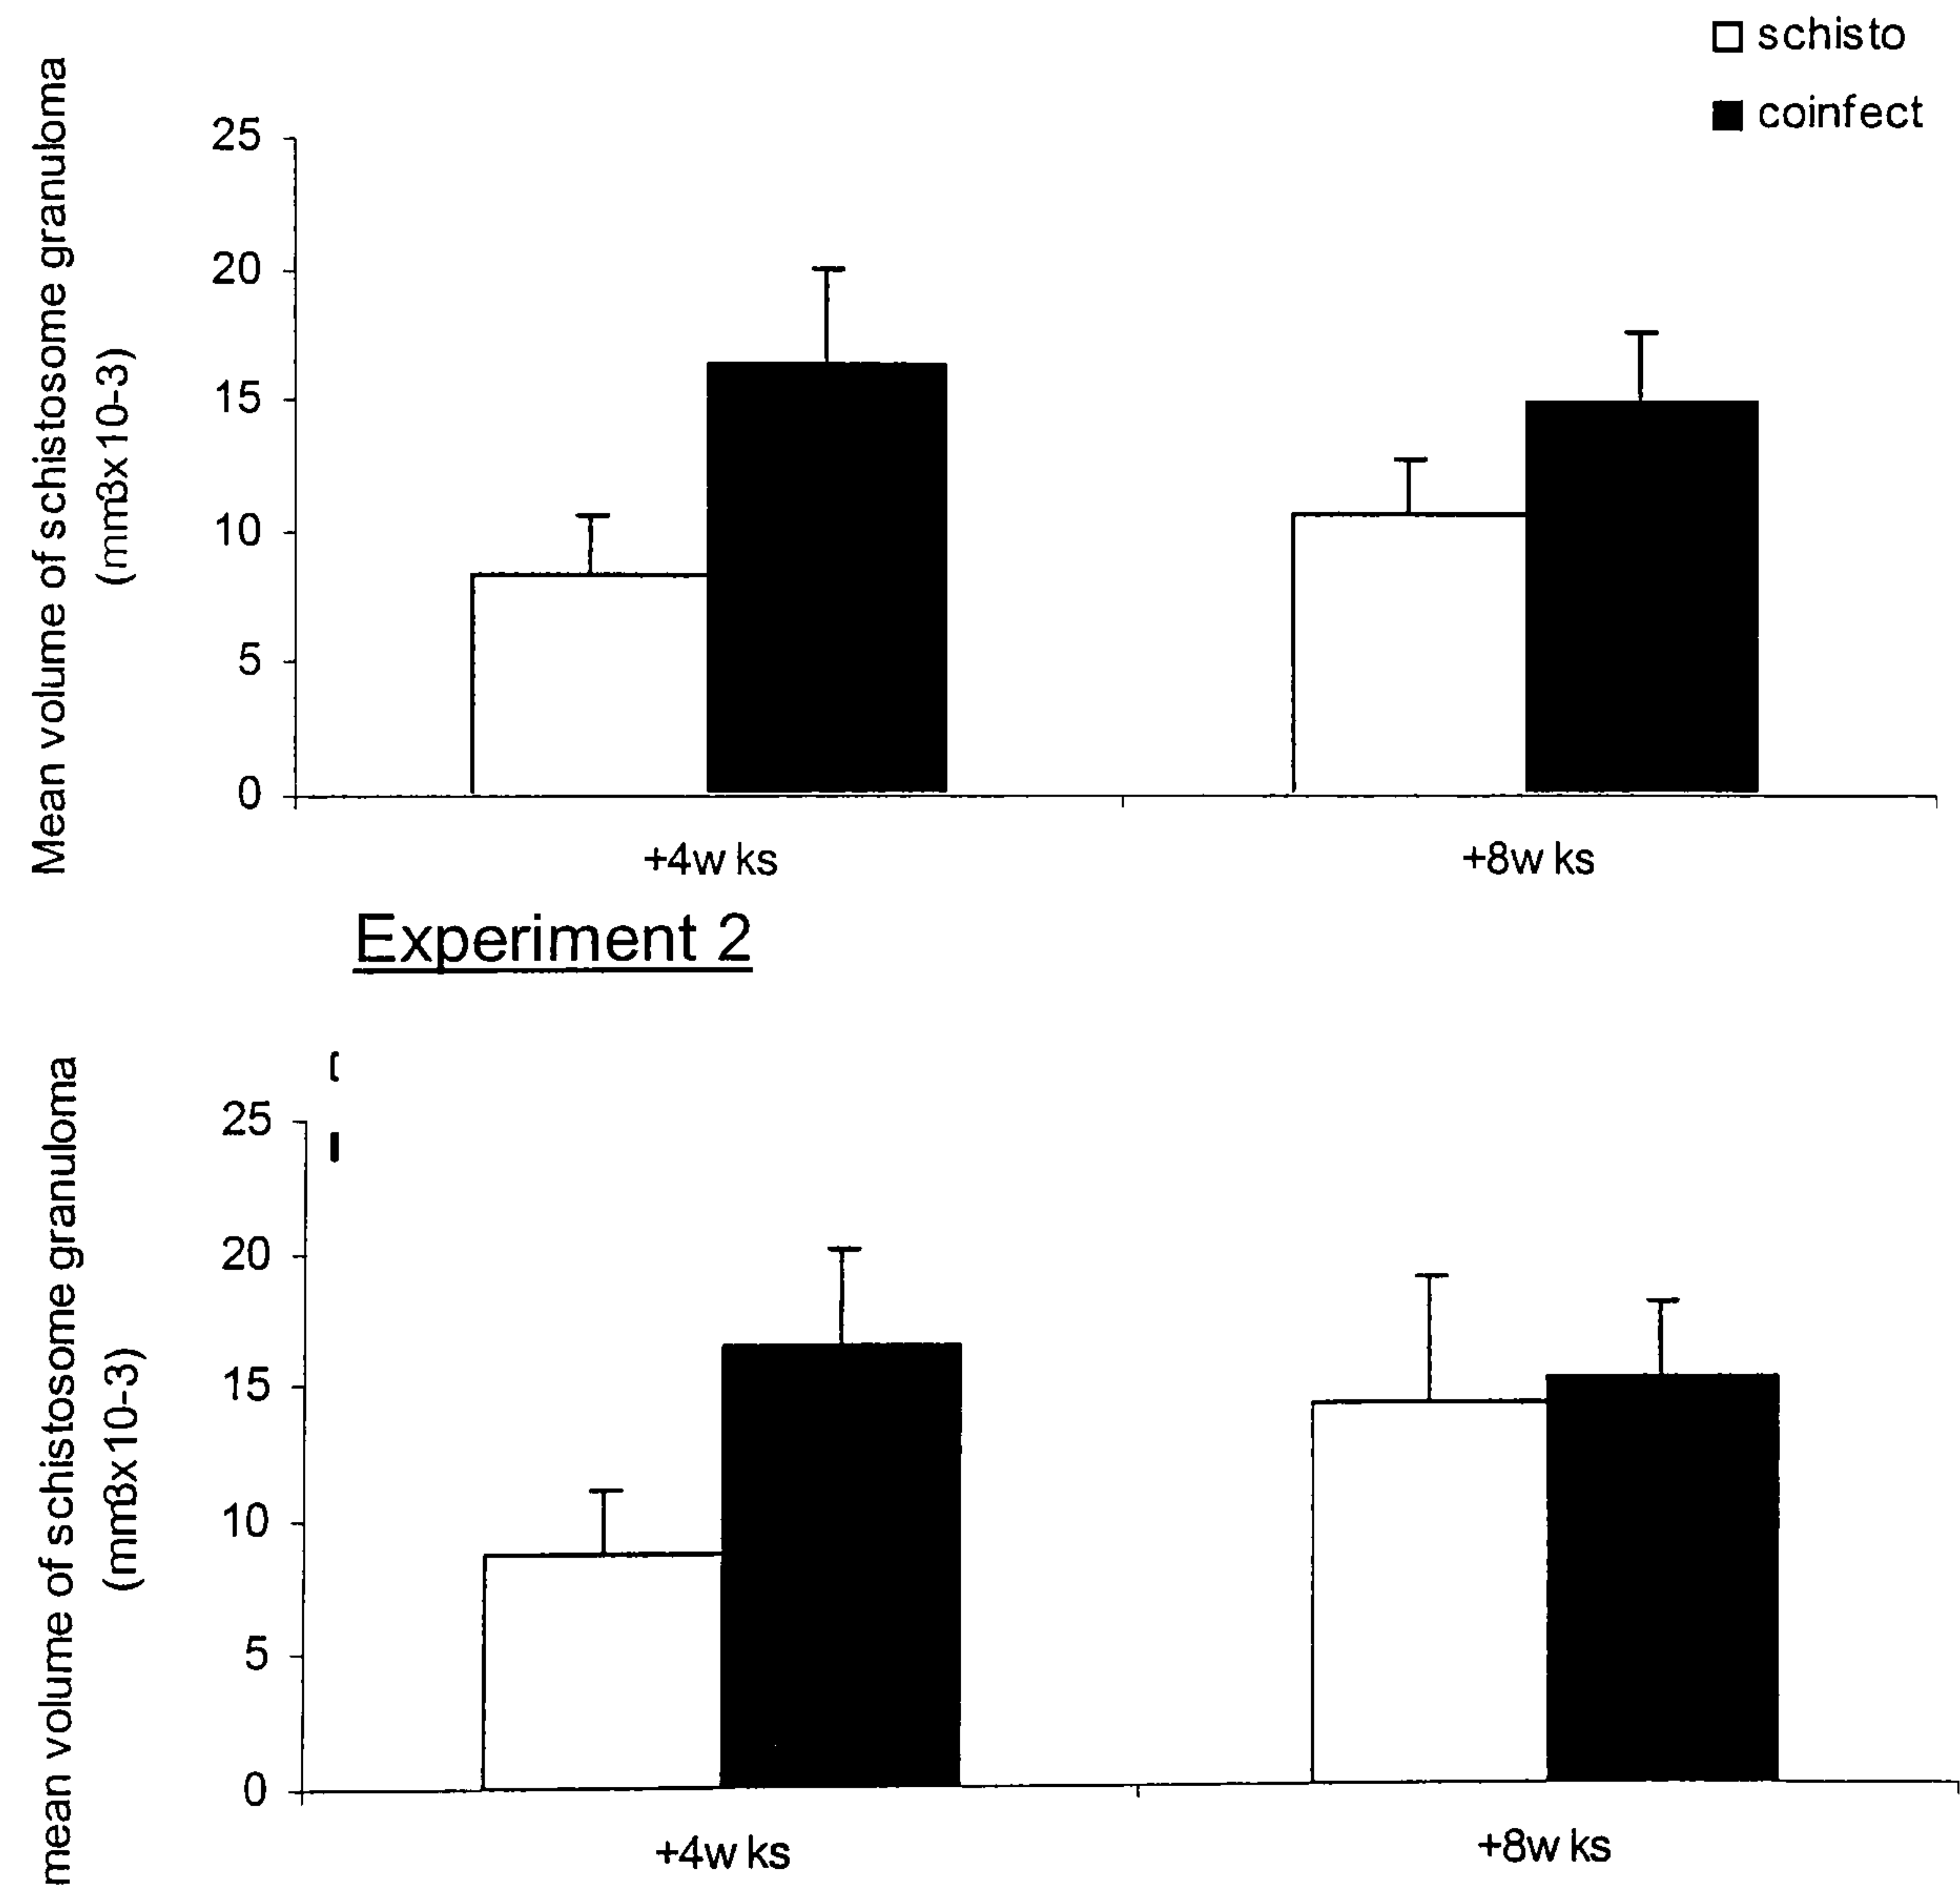 schisto
coinfect
Mean volume of schistosome granuloma
(mm3x10-3)
25
20
15
10
5
0
+4w ks
+8w ks
Experiment 2
mean volume of schistosome granuloma
(mm3x10-3)
25
20
15
10
5
0
+4w ks
+8w ks